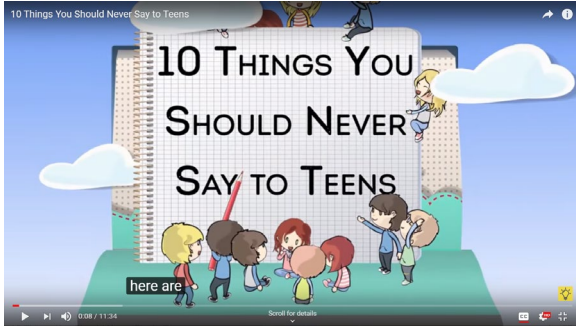 10 Things You Should Never Say to Teens
10 THINGS YOU
SHOULD NEVER
SAY TO TEENS
here are
0:08 / 11:34
Scroll for details
CC